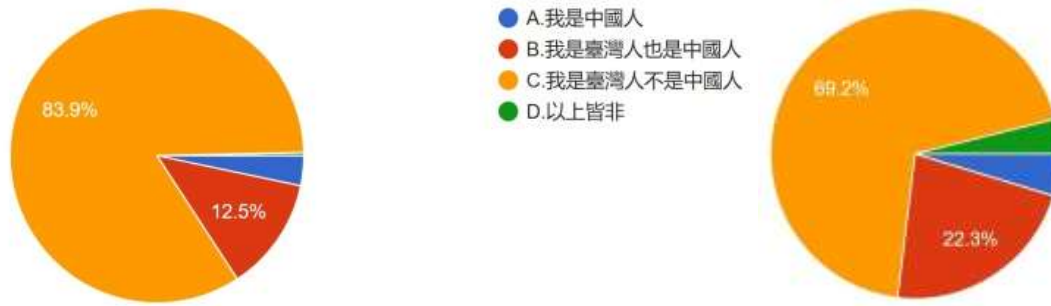 83.9%
12.5%
A.我是中國人
B.我是臺灣人也是中國人
C.我是臺灣人不是中國人
D.以上皆非
69.2%
22.3%